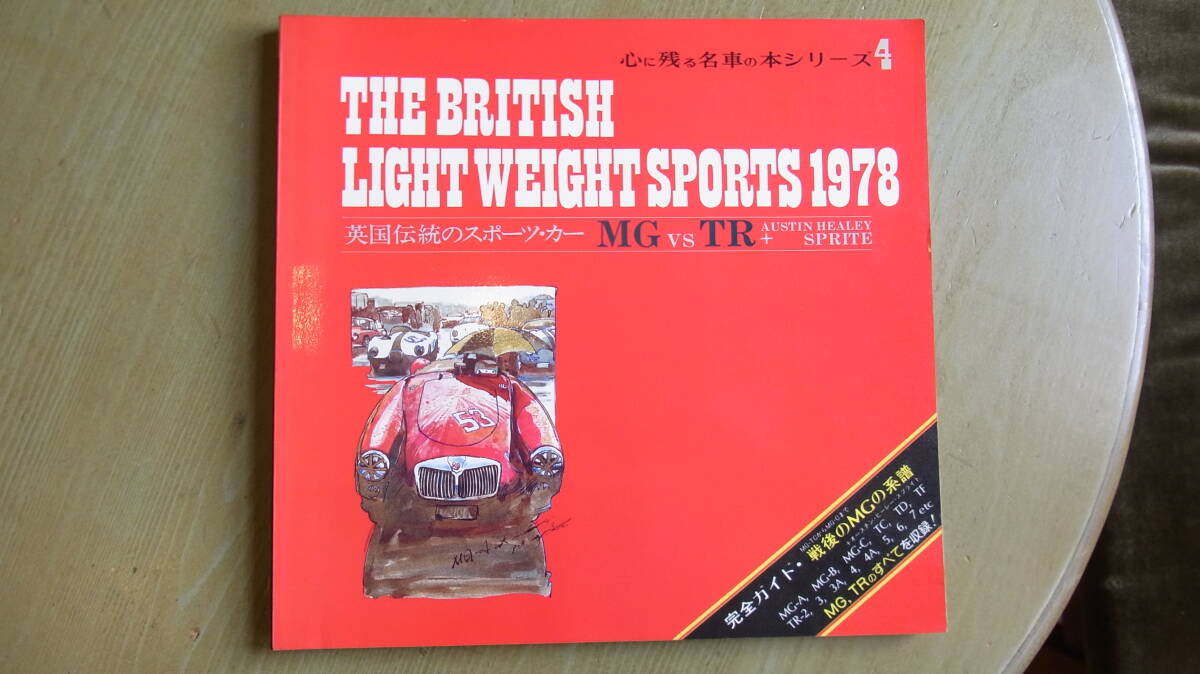 心に残る名車の本シリーズ4
THE BRITISH
LIGHT WEIGHT SPORTS 1978
英国伝統のスポーツ・カー MG VS TR + AUSTIN HEALEY
SPRITE
53
完全ガイド・戦後のMGの系譜
MG-A, MG-B, MG-C, TC, TD, TF
TR-2, 3, 3A, 4, 4A, 5, 6, 7 etc
MG, TRのすべてを収録!